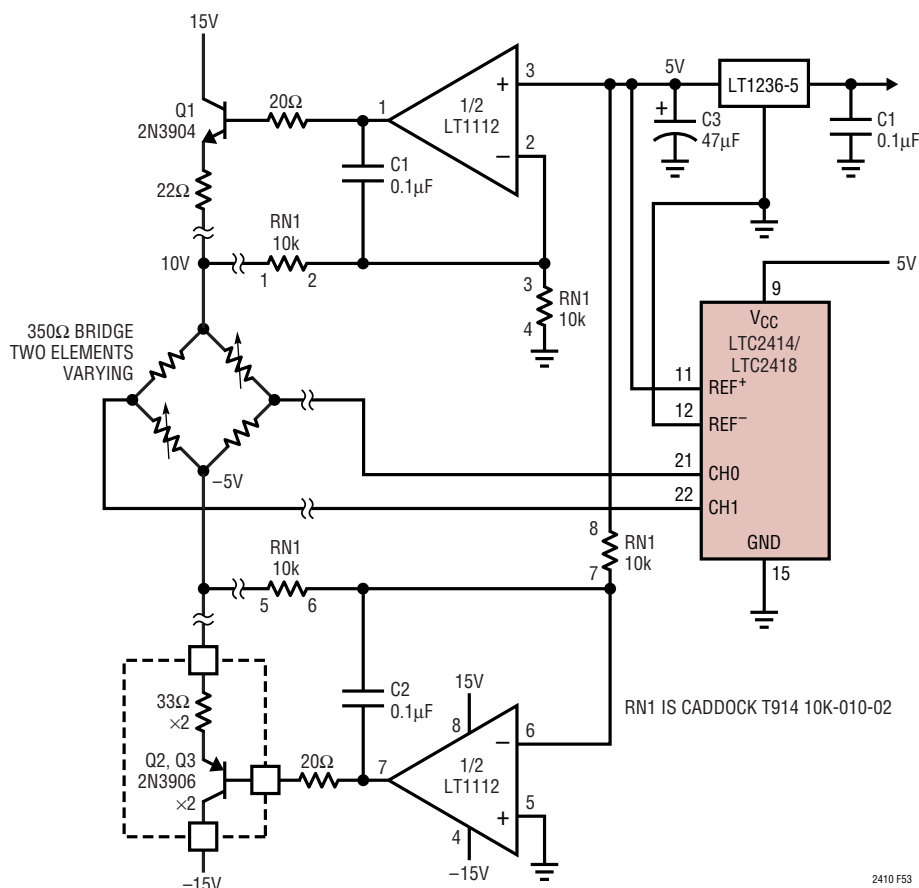 15V
Q1
2N3904
20Ω
1
1/2
LT1112
+
3
−
2
5V
LT1236-5
+
C3
47µF
C1
0.1µF
C1
0.1µF
22Ω
RN1
10k
10V
1
2
3
4
RN1
10k
5V
9
VCC
LTC2414/
LTC2418
11
REF+
12
REF−
21
CH0
22
CH1
GND
15
350Ω BRIDGE
TWO ELEMENTS
VARYING
−5V
8
RN1
10k
7
RN1
10k
5
6
33Ω
×2
Q2, Q3
2N3906
×2
20Ω
C2
0.1µF
15V
8
7
1/2
LT1112
−
6
+
5
4
−15V
−15V
RN1 IS CADDOCK T914 10K-010-02
2410 F53